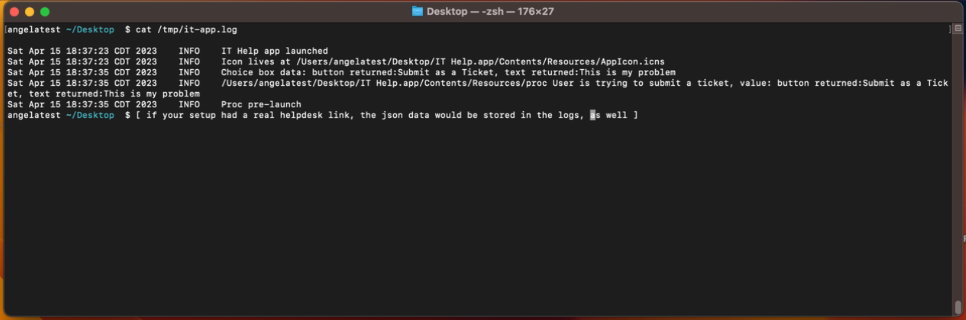 Desktop — -zsh — 176×27
[angelatest ~/Desktop $ cat /tmp/it-app.log ]
Sat Apr 15 18:37:23 CDT 2023 INFO IT Help app launched
Sat Apr 15 18:37:23 CDT 2023 INFO Icon lives at /Users/angelatest/Desktop/IT Help.app/Contents/Resources/AppIcon.icns
Sat Apr 15 18:37:35 CDT 2023 INFO Choice box data: button returned:Submit as a Ticket, text returned:This is my problem
Sat Apr 15 18:37:35 CDT 2023 INFO /Users/angelatest/Desktop/IT Help.app/Contents/Resources/proc User is trying to submit a ticket, value: button returned:Submit as a Tick
et, text returned:This is my problem
Sat Apr 15 18:37:35 CDT 2023 INFO Proc pre-launch
angelatest ~/Desktop $ [ if your setup had a real helpdesk link, the json data would be stored in the logs, as well ]